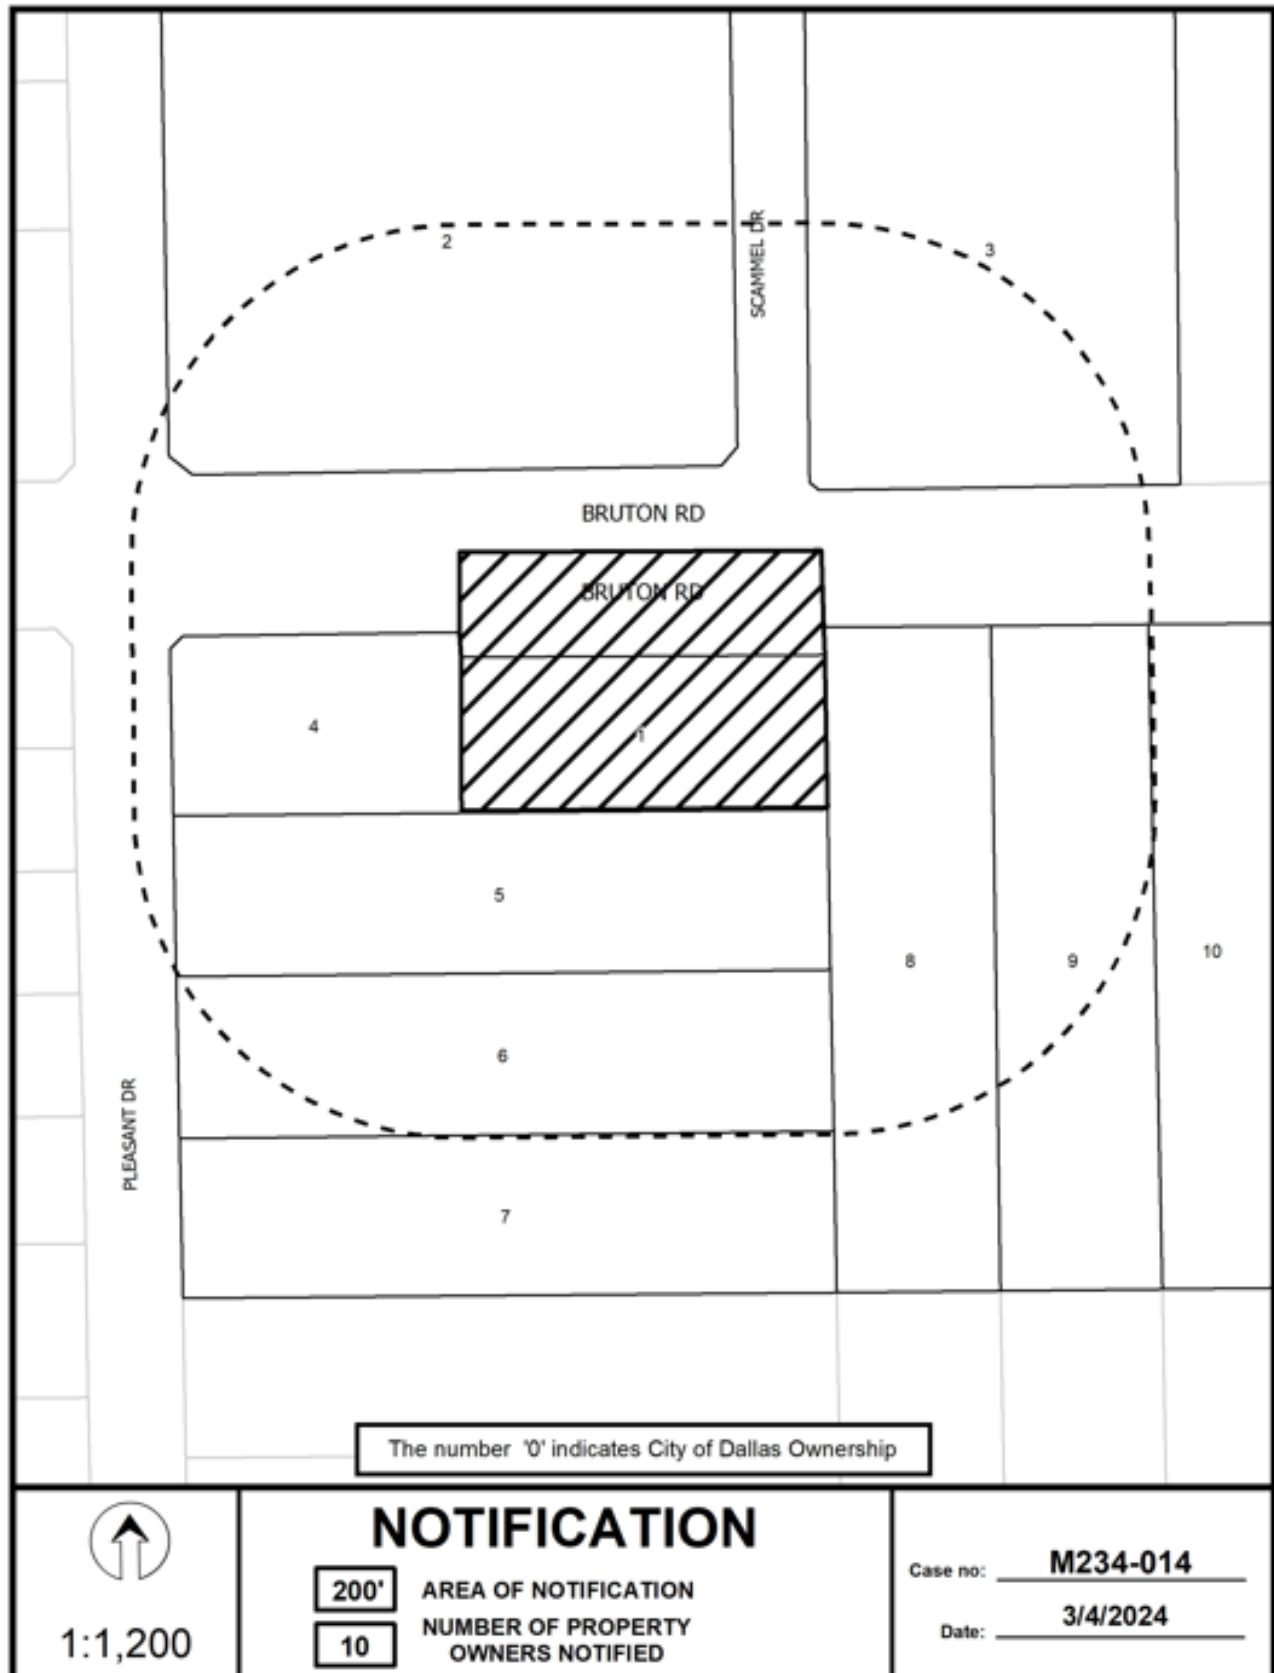 2
3
SCAMMEL DR
BRUTON RD
BRUTON RD
4
1
5
8
9
10
6
PLEASANT DR
7
The number '0' indicates City of Dallas Ownership
1:1,200
NOTIFICATION
200'
AREA OF NOTIFICATION
10
NUMBER OF PROPERTY
OWNERS NOTIFIED
Case no: M234-014
Date: 3/4/2024